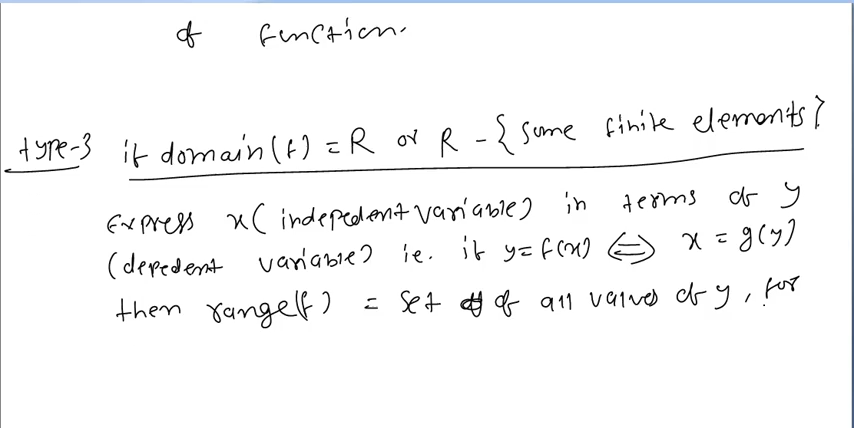 of function.
type-3 if domain(f) = R or R - { some finite elements }
Express x( indepedent variable) in terms of y
(depedent variable) ie. if y = f(x) ⇔ x = g(y)
then range(f) = set of all values of y, for